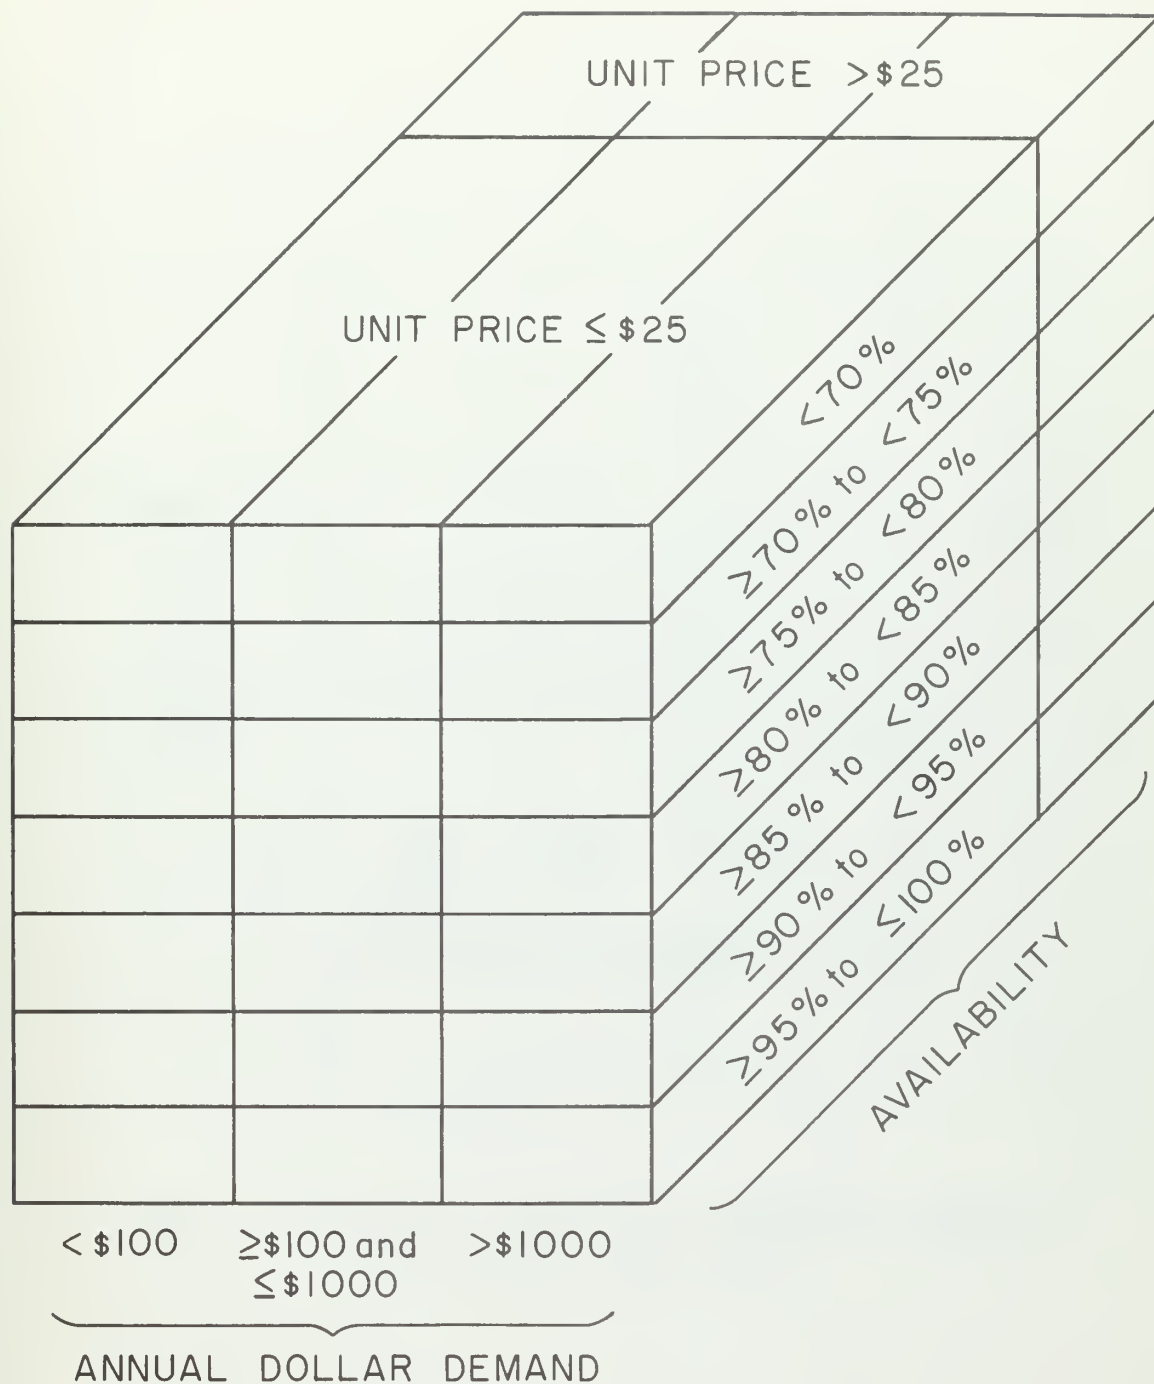 UNIT PRICE >$25
UNIT PRICE ≤$25
<70%
≥70% to <75%
≥75% to <80%
≥80% to <85%
≥85% to <90%
≥90% to <95%
≥95% to ≤100%
AVAILABILITY
<$100 ≥$100 and >$1000
≤$1000
ANNUAL DOLLAR DEMAND